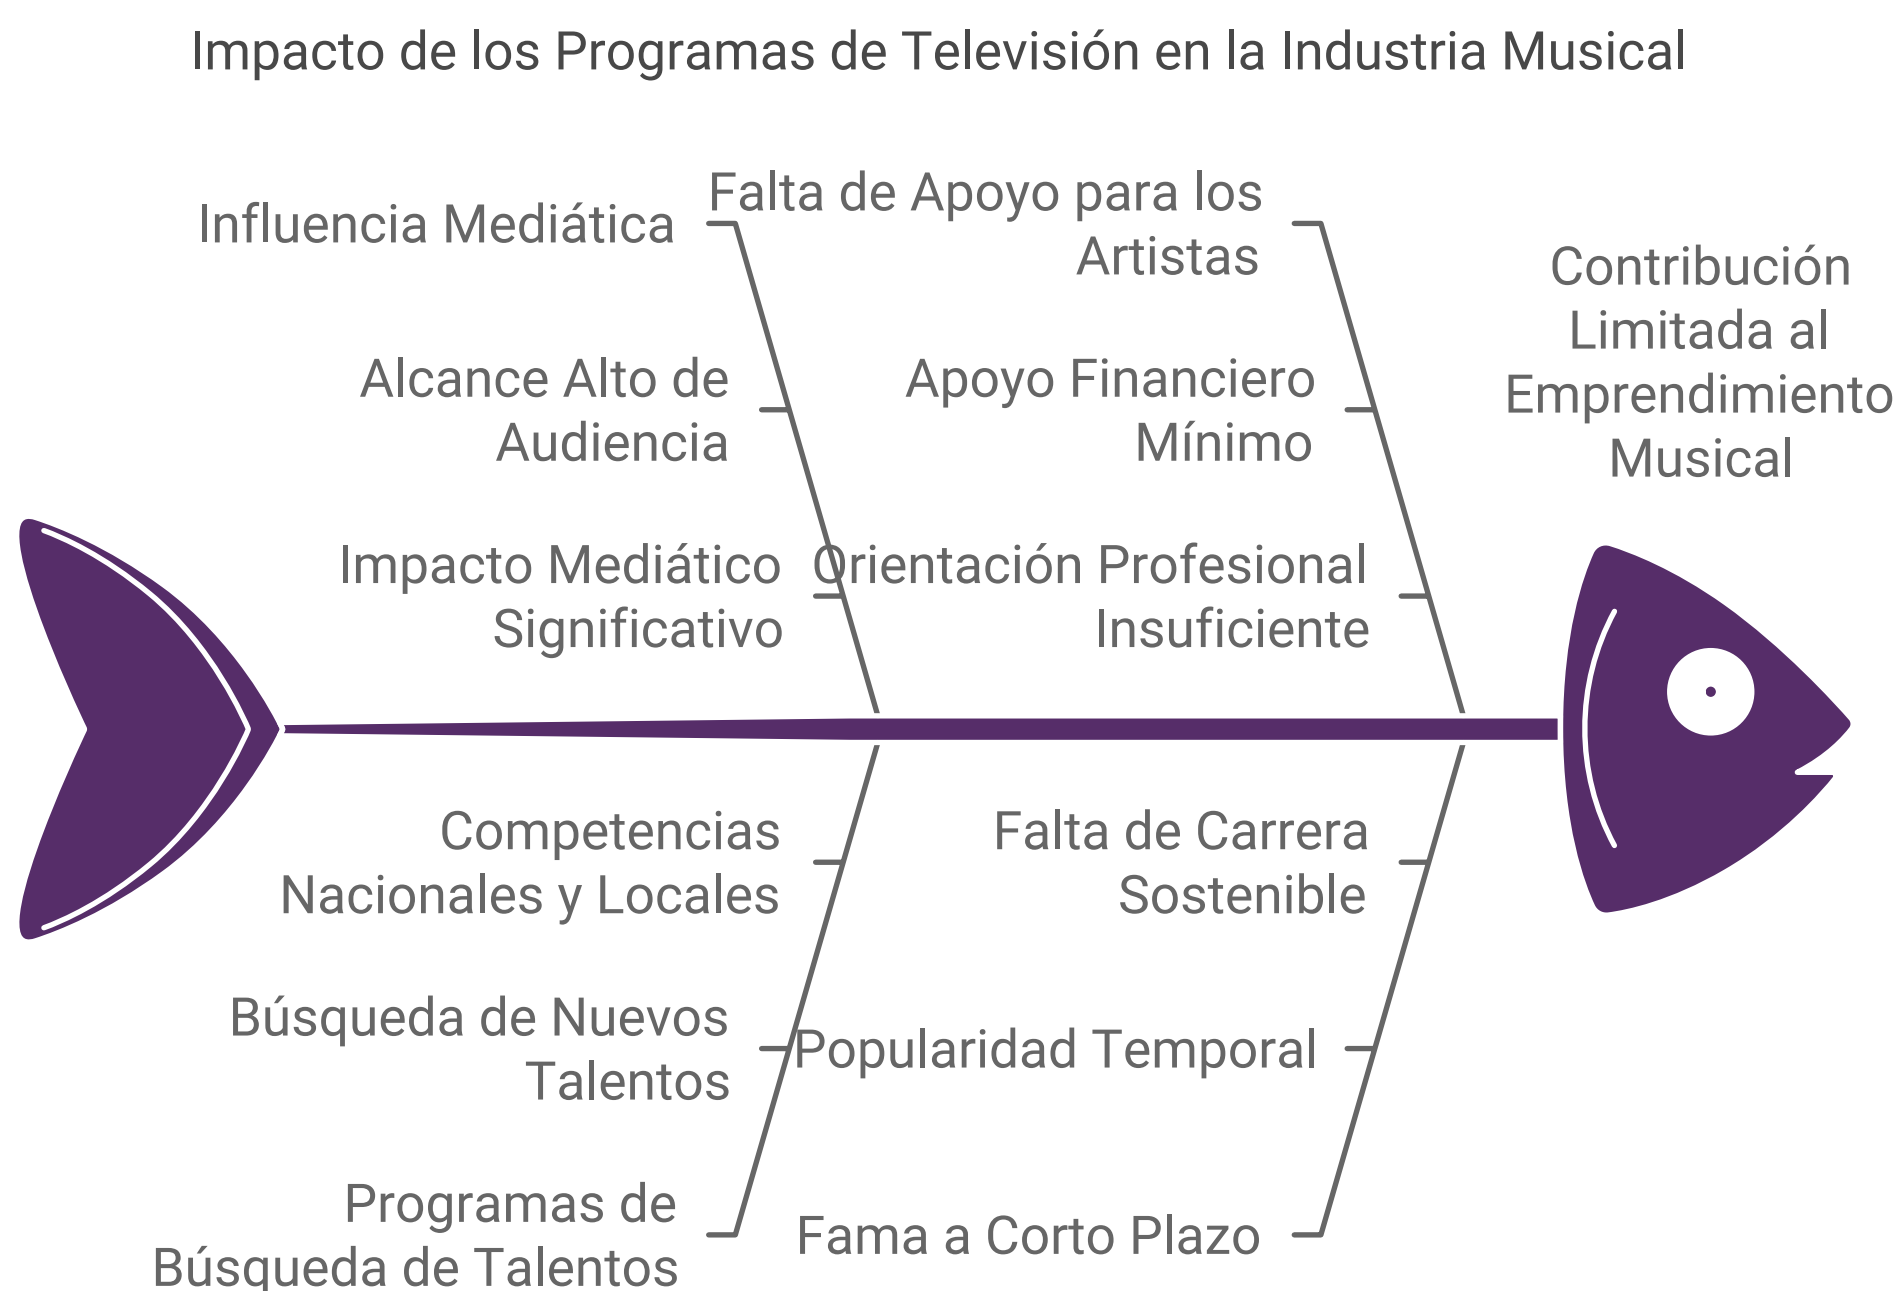 Impacto de los Programas de Televisión en la Industria Musical
Influencia Mediática
Alcance Alto de
Audiencia
Impacto Mediático
Significativo
Falta de Apoyo para los
Artistas
Apoyo Financiero
Mínimo
Orientación Profesional
Insuficiente
Contribución
Limitada al
Emprendimiento
Musical
Competencias
Nacionales y Locales
Búsqueda de Nuevos
Talentos
Programas de
Búsqueda de Talentos
Falta de Carrera
Sostenible
Popularidad Temporal
Fama a Corto Plazo